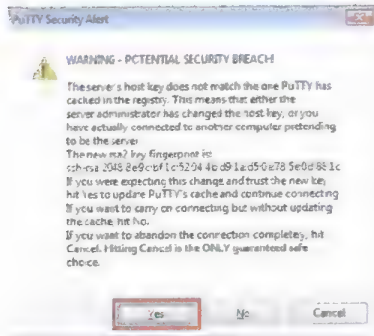 PuTTY Security Alert
WARNING - POTENTIAL SECURITY BREACH!
The server's host key does not match the one PuTTY has
cached in the registry. This means that either the
server administrator has changed the host key, or you
have actually connected to another computer pretending
to be the server.
The new rsa2 key fingerprint is:
ssh-rsa 2048
If you were expecting this change and trust the new key,
hit Yes to update PuTTY's cache and continue connecting.
If you want to carry on connecting but without updating
the cache, hit No.
If you want to abandon the connection completely, hit
Cancel. Hitting Cancel is the ONLY guaranteed safe
choice.
Yes
No
Cancel